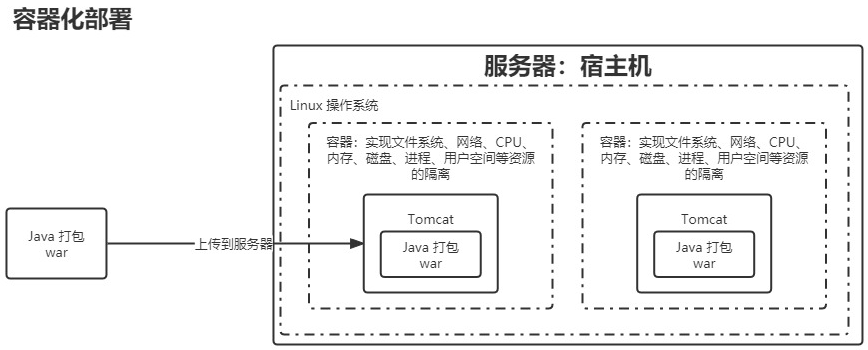 容器化部署
服务器：宿主机
Linux 操作系统
容器：实现文件系统、网络、CPU、
内存、磁盘、进程、用户空间等资源
的隔离
容器：实现文件系统、网络、CPU、
内存、磁盘、进程、用户空间等资源
的隔离
Java 打包
war
上传到服务器
Tomcat
Java 打包
war
Tomcat
Java 打包
war